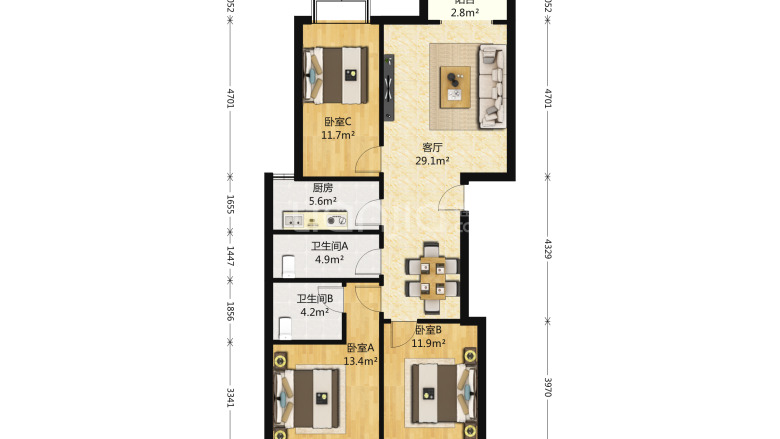 阳台
2.8m²
4701
4701
卧室C
11.7m²
客厅
29.1m²
厨房
5.6m²
1655
卫生间A
4.9m²
1447
4329
卫生间B
4.2m²
1856
卧室A
13.4m²
卧室B
11.9m²
3341
3970